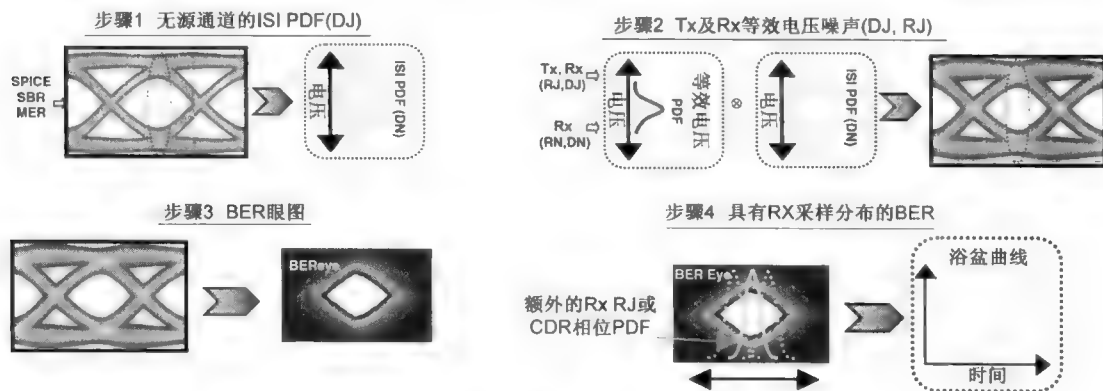 步骤1 无源通道的ISI PDF(DJ)
SPICE
SBR
MER
电压
ISI PDF (DN)
步骤2 Tx及Rx等效电压噪声(DJ, RJ)
Tx, Rx
(RJ,DJ)
Rx
(RN,DN)
电压
等效电压
PDF
⊗
电压
ISI PDF (DN)
步骤3 BER眼图
BEReye
步骤4 具有RX采样分布的BER
额外的Rx RJ或
CDR相位PDF
BER Eye
浴盆曲线
时间